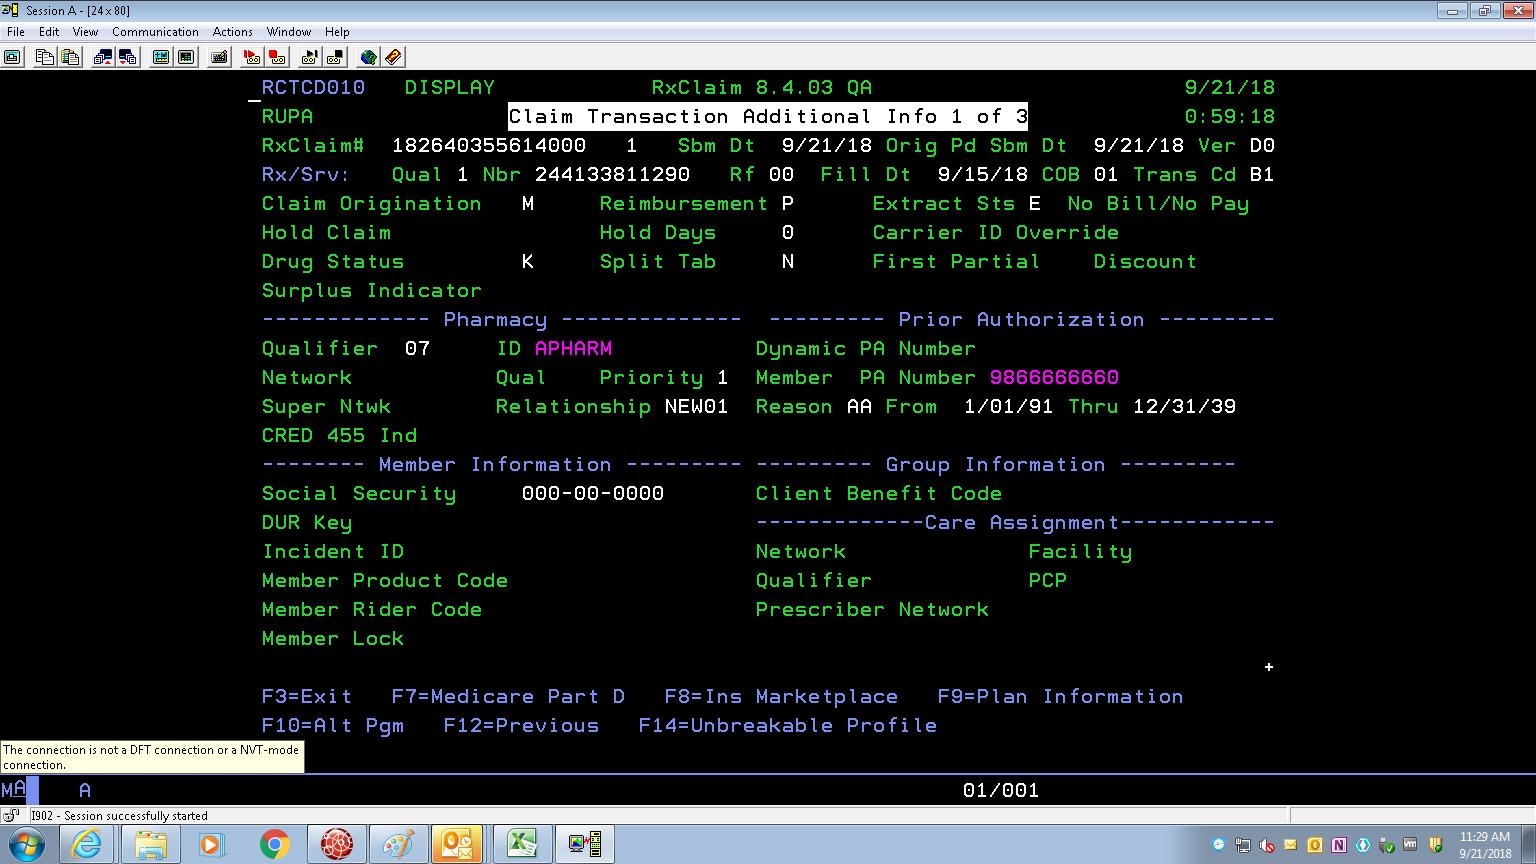 Session A - [24 x 80]
File Edit View Communication Actions Window Help
RCTCD010 DISPLAY RxClaim 8.4.03 QA 9/21/18
RUPA Claim Transaction Additional Info 1 of 3 0:59:18
RxClaim# 182640355614000 1 Sbm Dt 9/21/18 Orig Pd Sbm Dt 9/21/18 Ver D0
Rx/Srv: Qual 1 Nbr 244133811290 Rf 00 Fill Dt 9/15/18 COB 01 Trans Cd B1
Claim Origination M Reimbursement P Extract Sts E No Bill/No Pay
Hold Claim Hold Days 0 Carrier ID Override
Drug Status K Split Tab N First Partial Discount
Surplus Indicator
------------- Pharmacy -------------- --------- Prior Authorization ---------
Qualifier 07 ID APHARM Dynamic PA Number
Network Qual Priority 1 Member PA Number 9866666660
Super Ntwk Relationship NEW01 Reason AA From 1/01/91 Thru 12/31/39
CRED 455 Ind
-------- Member Information --------- --------- Group Information ---------
Social Security 000-00-0000 Client Benefit Code
DUR Key -------------Care Assignment------------
Incident ID Network Facility
Member Product Code Qualifier PCP
Member Rider Code Prescriber Network
Member Lock
+
F3=Exit F7=Medicare Part D F8=Ins Marketplace F9=Plan Information
F10=Alt Pgm F12=Previous F14=Unbreakable Profile
The connection is not a DFT connection or a NVT-mode
connection.
MA A 01/001
I902 - Session successfully started
11:29 AM
9/21/2018